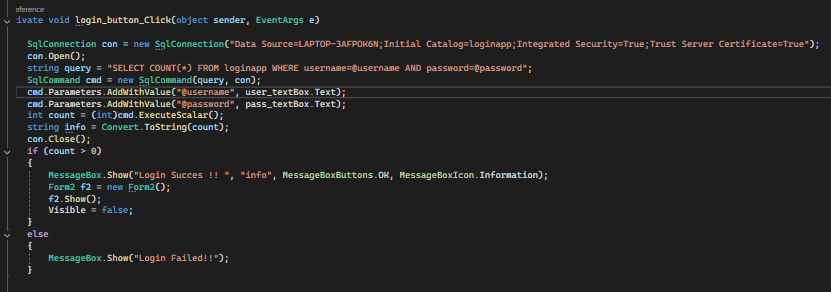 eference
ivate void login_button_Click(object sender, EventArgs e)
SqlConnection con = new SqlConnection("Data Source=LAPTOP-3AFPOK6N;Initial Catalog=loginapp;Integrated Security=True;Trust Server Certificate=True");
con.Open();
string query = "SELECT COUNT(*) FROM loginapp WHERE username=@username AND password=@password";
SqlCommand cmd = new SqlCommand(query, con);
cmd.Parameters.AddWithValue("@username", user_textBox.Text);
cmd.Parameters.AddWithValue("@password", pass_textBox.Text);
int count = (int)cmd.ExecuteScalar();
string info = Convert.ToString(count);
con.Close();
if (count > 0)
{
MessageBox.Show("Login Succes !! ", "info", MessageBoxButtons.OK, MessageBoxIcon.Information);
Form2 f2 = new Form2();
f2.Show();
Visible = false;
}
else
{
MessageBox.Show("Login Failed!!");
}